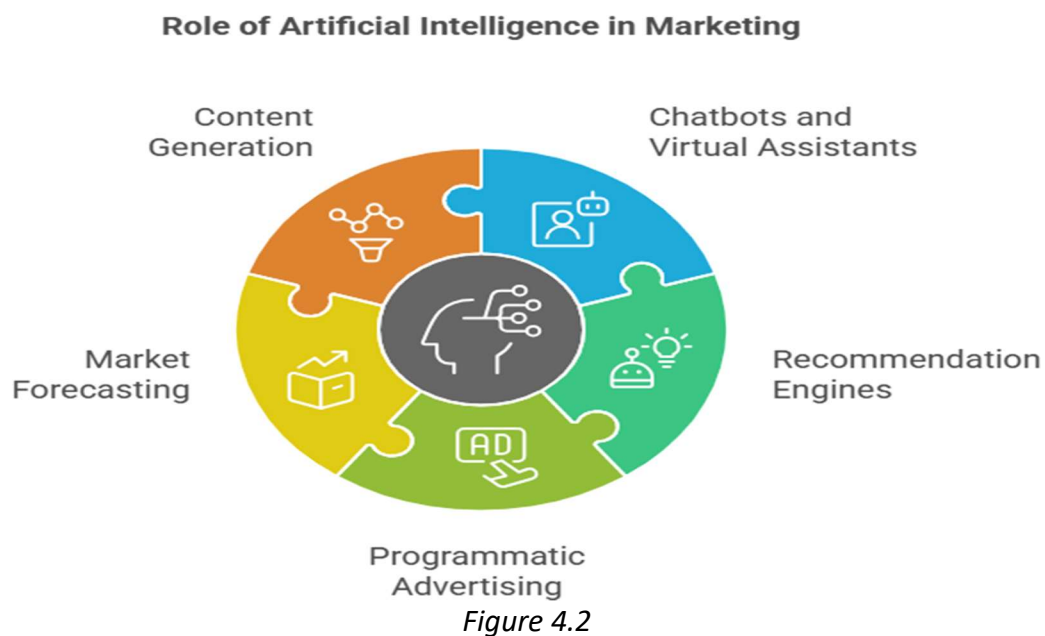 Role of Artificial Intelligence in Marketing
Content
Generation
Chatbots and
Virtual Assistants
Market
Forecasting
AD
Recommendation
Engines
Programmatic
Advertising
Figure 4.2